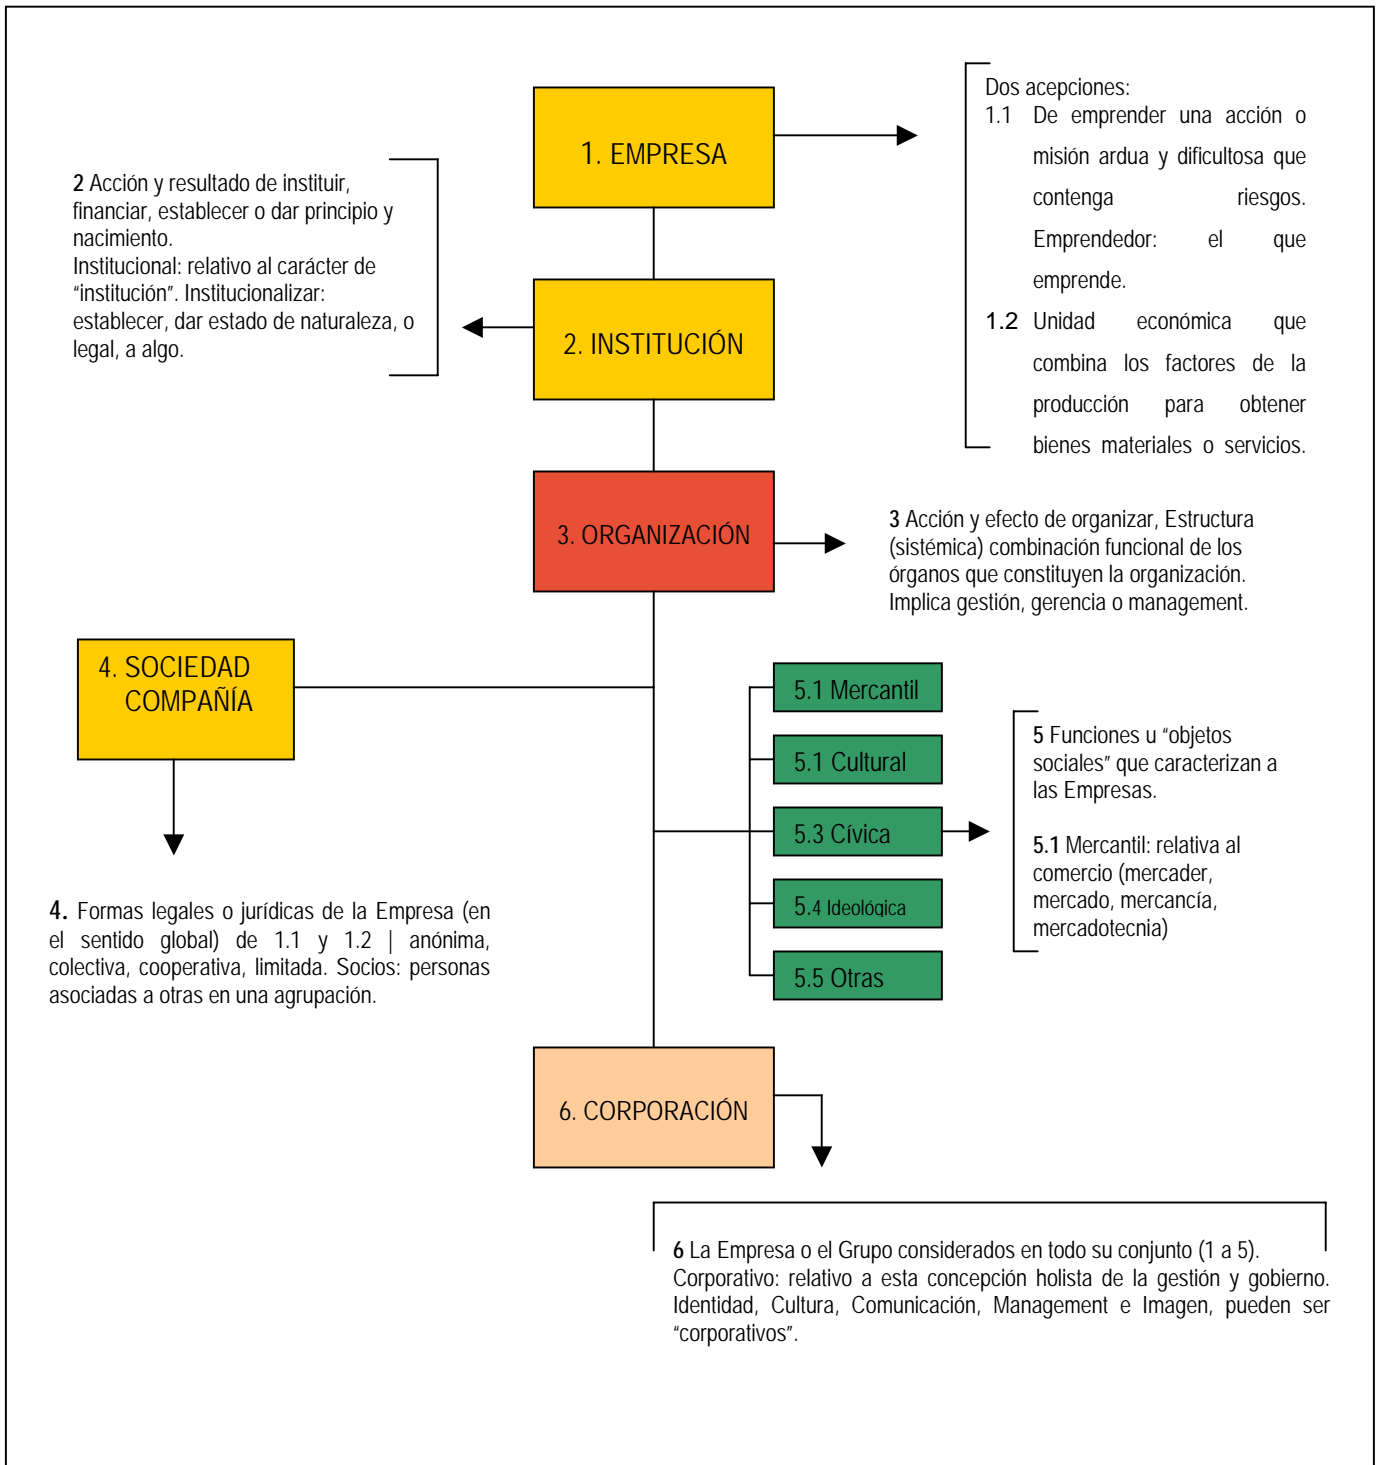 1. EMPRESA
Dos acepciones:
1.1 De emprender una acción o
misión ardua y dificultosa que
contenga riesgos.
Emprendedor: el que
emprende.
1.2 Unidad económica que
combina los factores de la
producción para obtener
bienes materiales o servicios.
2 Acción y resultado de instituir,
financiar, establecer o dar principio y
nacimiento.
Institucional: relativo al carácter de
“institución”. Institucionalizar:
establecer, dar estado de naturaleza, o
legal, a algo.
2. INSTITUCIÓN
3. ORGANIZACIÓN
3 Acción y efecto de organizar, Estructura
(sistémica) combinación funcional de los
órganos que constituyen la organización.
Implica gestión, gerencia o management.
4. SOCIEDAD
COMPAÑÍA
5.1 Mercantil
5.1 Cultural
5.3 Cívica
5.4 Ideológica
5.5 Otras
5 Funciones u “objetos
sociales” que caracterizan a
las Empresas.
5.1 Mercantil: relativa al
comercio (mercader,
mercado, mercancía,
mercadotecnia)
4. Formas legales o jurídicas de la Empresa (en
el sentido global) de 1.1 y 1.2 | anónima,
colectiva, cooperativa, limitada. Socios: personas
asociadas a otras en una agrupación.
6. CORPORACIÓN
6 La Empresa o el Grupo considerados en todo su conjunto (1 a 5).
Corporativo: relativo a esta concepción holista de la gestión y gobierno.
Identidad, Cultura, Comunicación, Management e Imagen, pueden ser
“corporativos”.